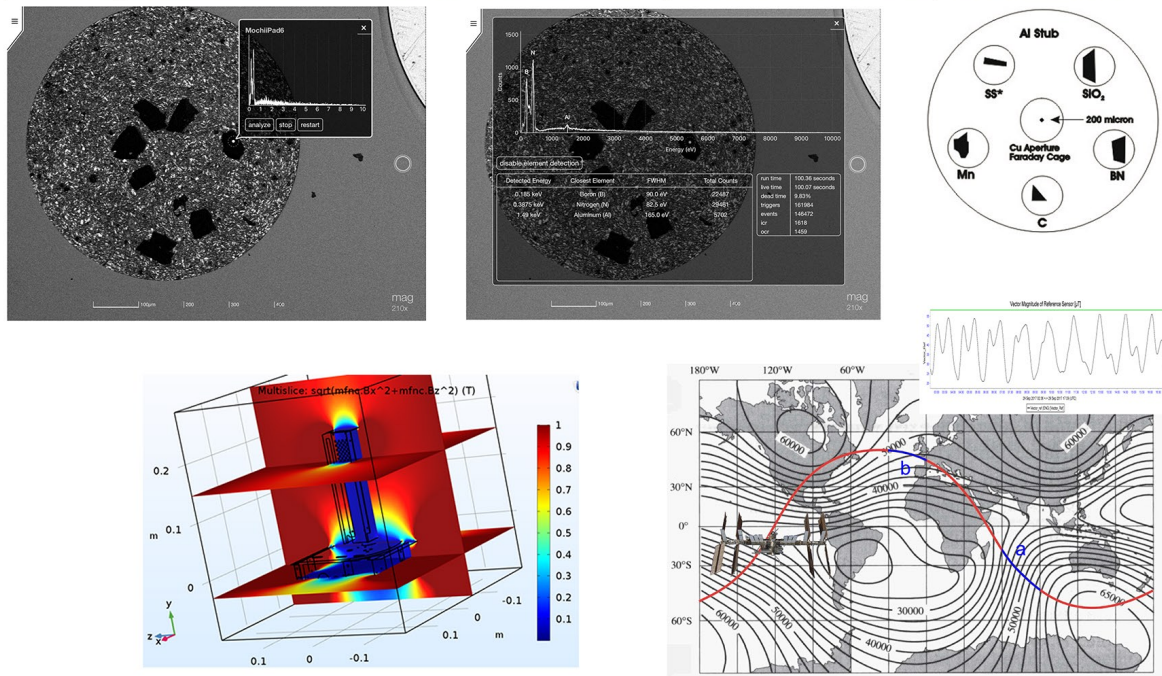 MochiiPad6
×
0 1 2 3 4 5 6 7 8 9 10
analyze stop restart
100µm 200 300 400
mag
210x
×
1500
1000
500
0
Counts
B
N
Al
1000 2000 3000 4000 5000 6000 7000 8000 10000
Energy (eV)
disable element detection
Detected Energy Closest Element FWHM Total Counts
0.185 keV Boron (B) 90.0 eV 22487
0.3875 keV Nitrogen (N) 82.5 eV 29481
1.49 keV Aluminum (Al) 165.0 eV 5702
run time 100.36 seconds
live time 100.07 seconds
dead time 9.83%
triggers 161984
events 148472
icr 1618
ocr 1459
100µm 200 300 400
mag
210x
Al Stub
SS*
SiO₂
200 micron
Cu Aperture
Faraday Cage
Mn
BN
C
Vector Magnitude of Reference Sensor [µT]
Multislice: sqrt(mfnc.Bx^2+mfnc.Bz^2) (T)
0.2
0.1
m
0
0.1
0
-0.1
0.1
0
-0.1
m
y
z
x
1
0.9
0.8
0.7
0.6
0.5
0.4
0.3
0.2
0.1
180°W 120°W 60°W
60°N
30°N
0°
30°S
60°S
60000
40000
b
60000
40000
a
30000
40000
50000
60000
50000
65000